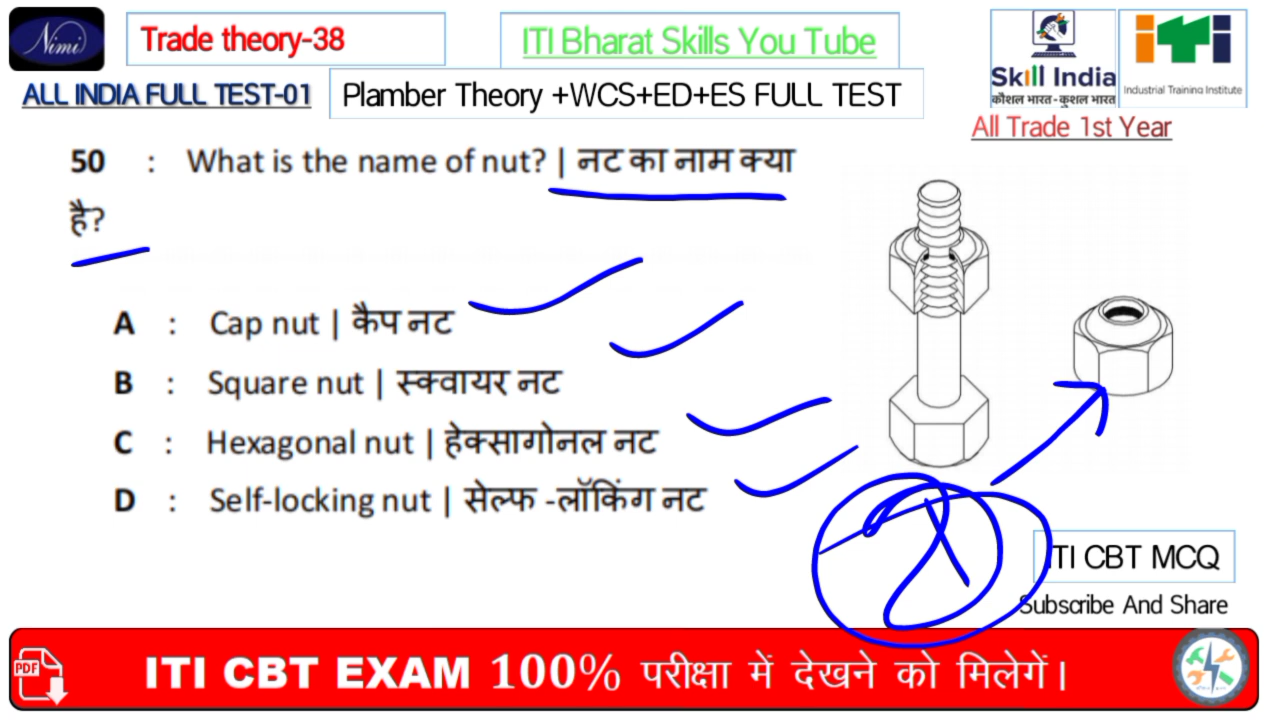 Nimi
Trade theory-38
ITI Bharat Skills You Tube
Skill India
कौशल भारत-कुशल भारत
iTi
Industrial Training Institute
ALL INDIA FULL TEST-01
Plamber Theory +WCS+ED+ES FULL TEST
All Trade 1st Year
50 : What is the name of nut? | नट का नाम क्या
है?
A : Cap nut | कैप नट
B : Square nut | स्क्वायर नट
C : Hexagonal nut | हेक्सागोनल नट
D : Self-locking nut | सेल्फ -लॉकिंग नट
ITI CBT MCQ
Subscribe And Share
PDF
ITI CBT EXAM 100% परीक्षा में देखने को मिलेगें।